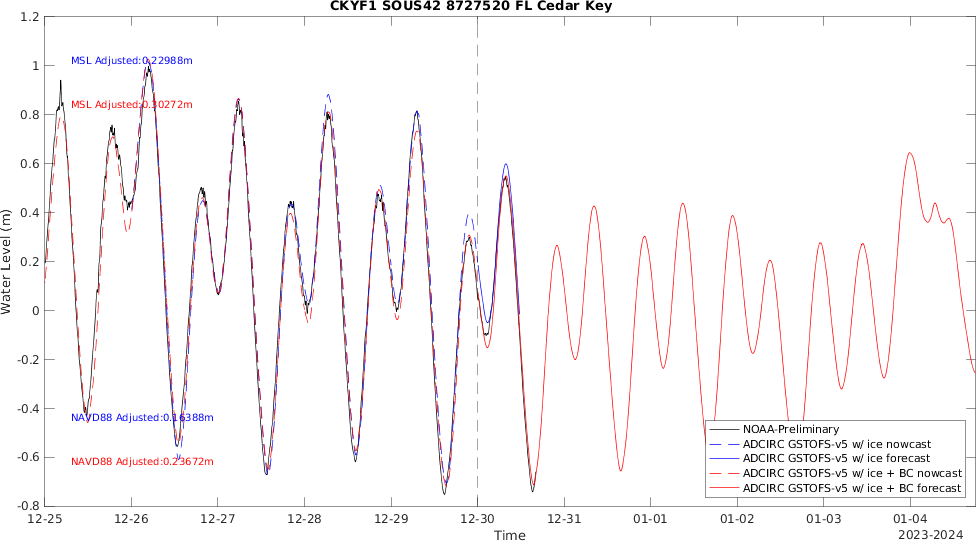 CKYF1 SOUS42 8727520 FL Cedar Key
1.2
1
0.8
0.6
0.4
0.2
0
-0.2
-0.4
-0.6
-0.8
Water Level (m)
MSL Adjusted:0.22988m
MSL Adjusted:0.30272m
NAVD88 Adjusted:0.16388m
NAVD88 Adjusted:0.23672m
NOAA-Preliminary
ADCIRC GSTOFS-v5 w/ ice nowcast
ADCIRC GSTOFS-v5 w/ ice forecast
ADCIRC GSTOFS-v5 w/ ice + BC nowcast
ADCIRC GSTOFS-v5 w/ ice + BC forecast
12-25 12-26 12-27 12-28 12-29 12-30 12-31 01-01 01-02 01-03 01-04
Time
2023-2024